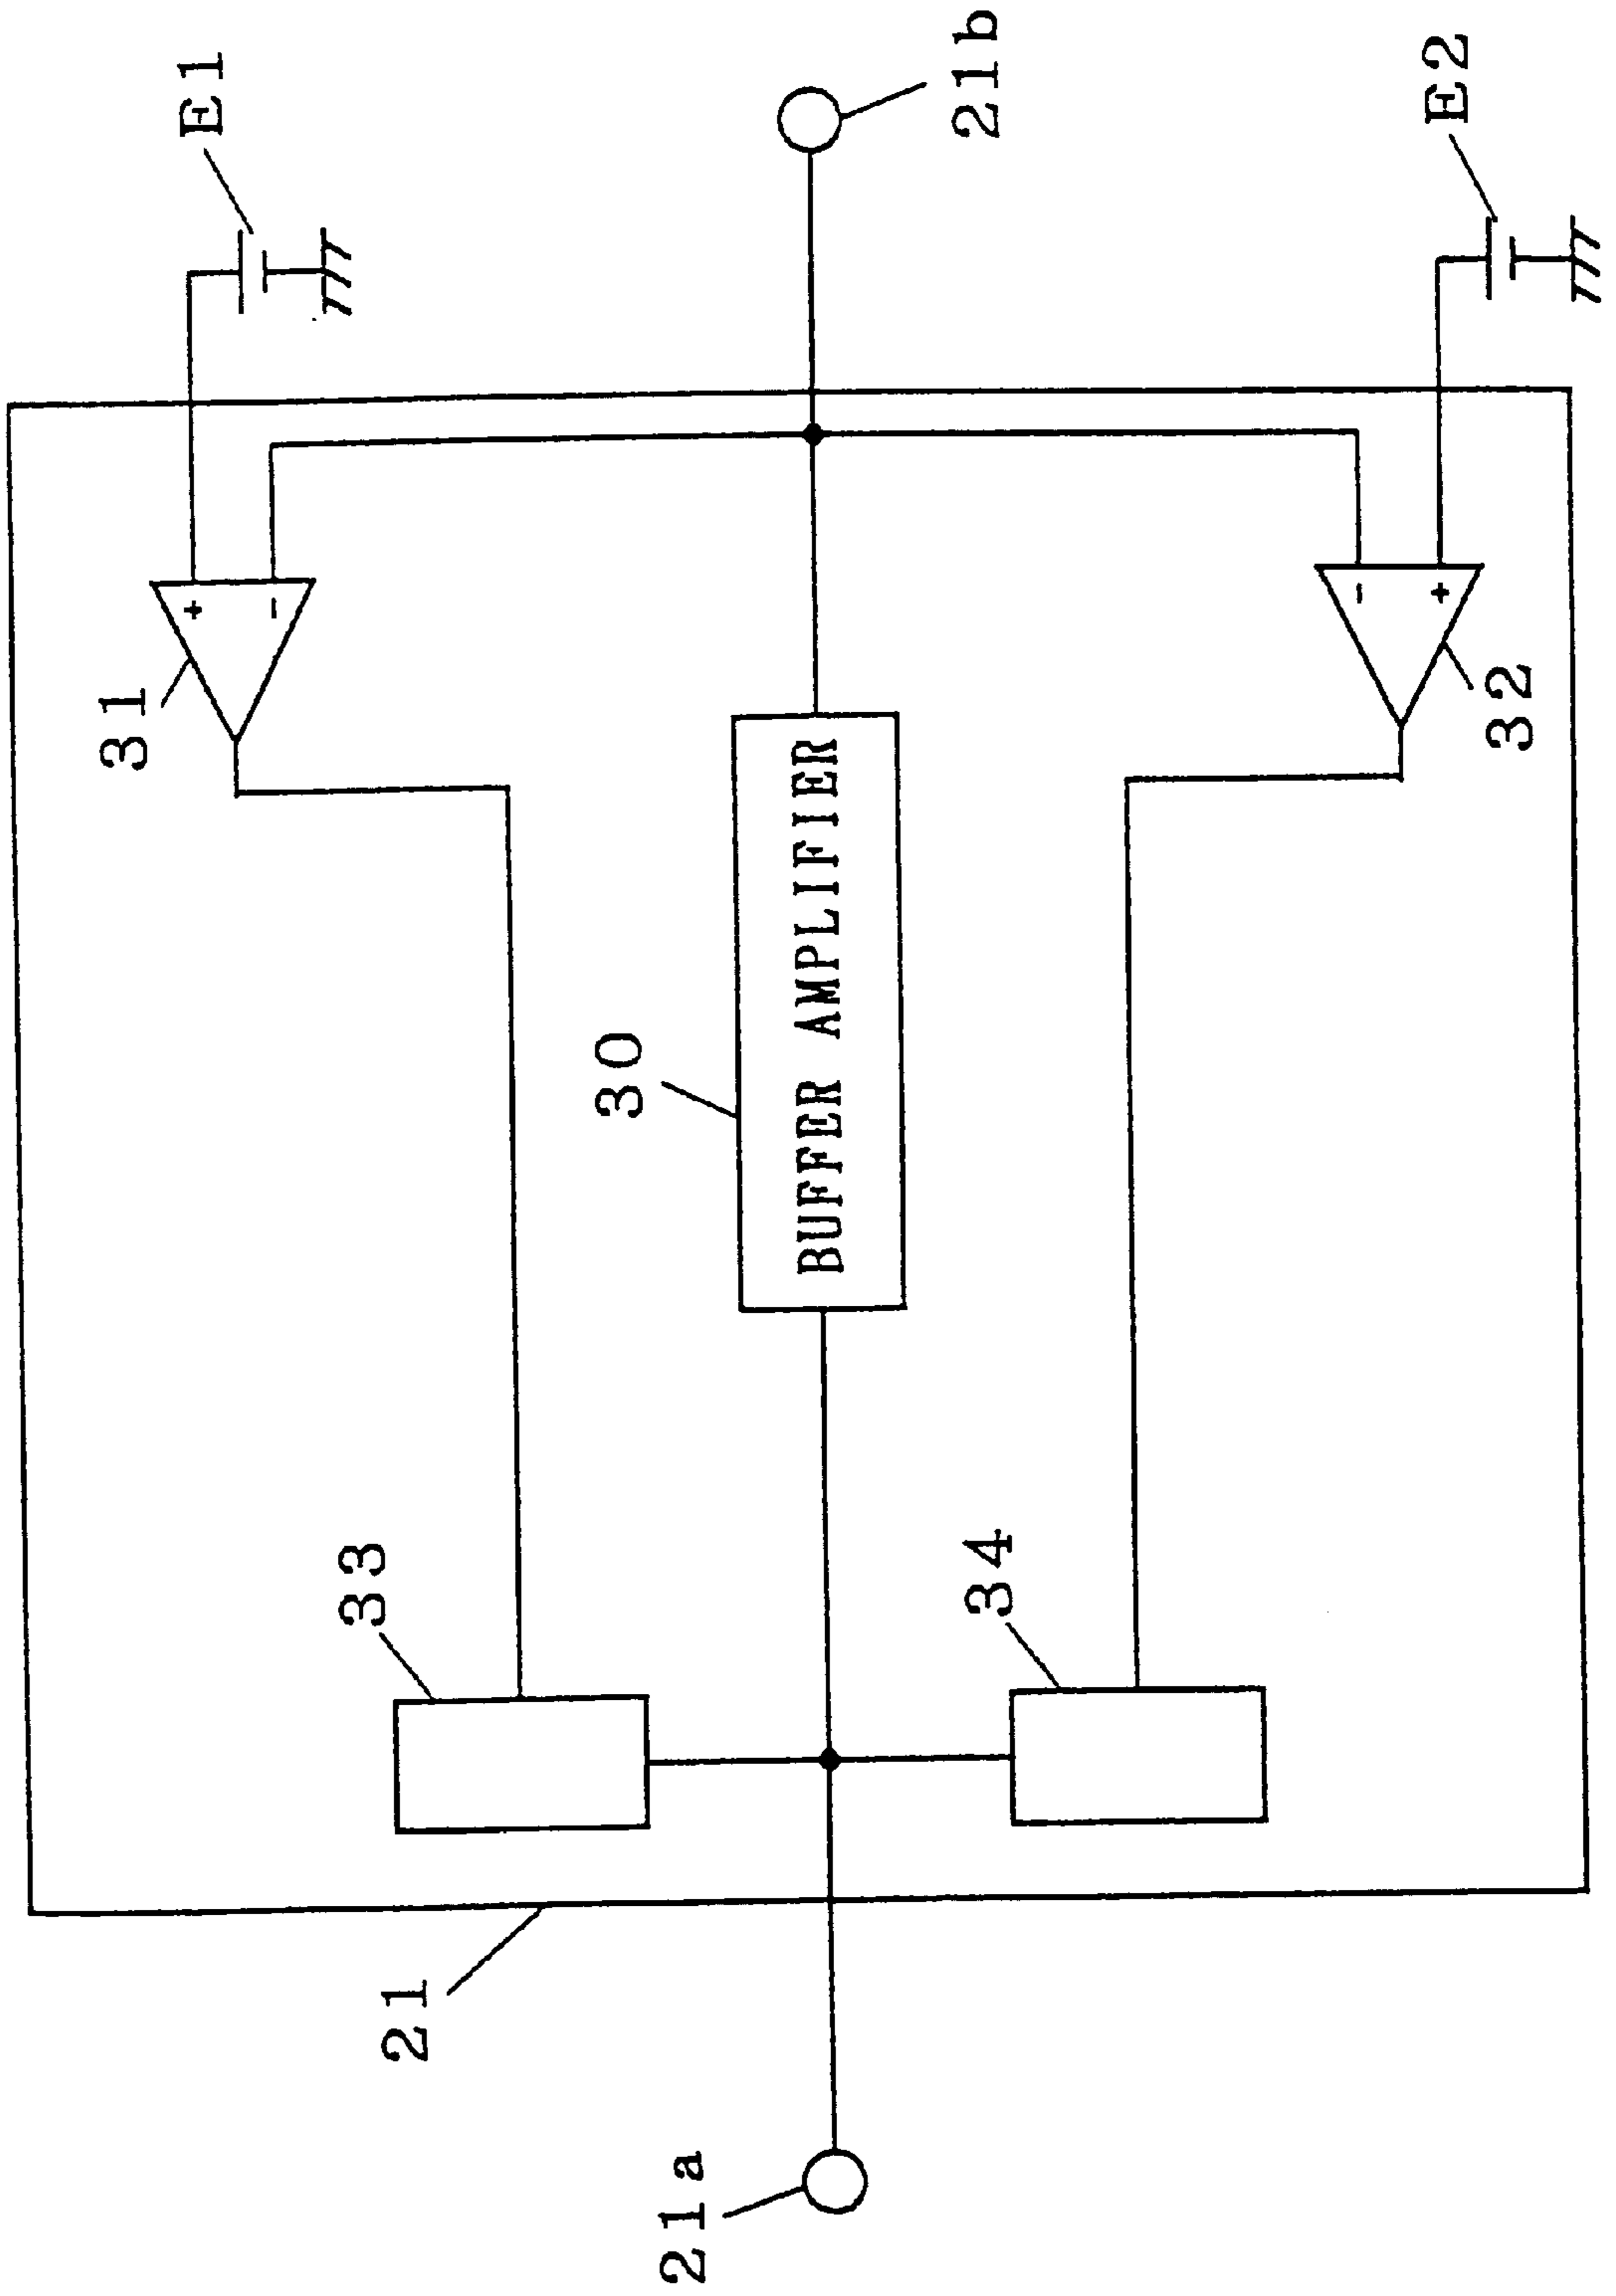 E1
21b
E2
31
+
-
-
+
32
30
BUFFER AMPLIFIER
33
34
21
21a